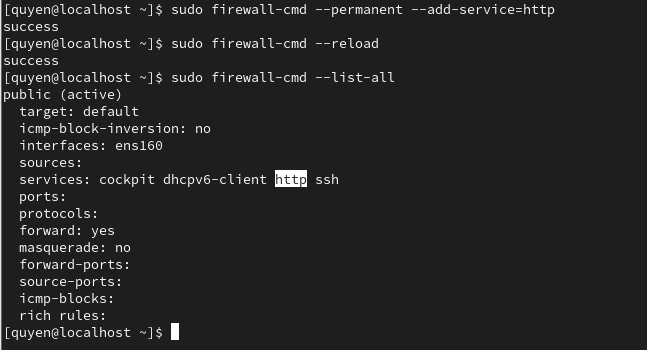 [quyen@localhost ~]$ sudo firewall-cmd --permanent --add-service=http
success
[quyen@localhost ~]$ sudo firewall-cmd --reload
success
[quyen@localhost ~]$ sudo firewall-cmd --list-all
public (active)
  target: default
  icmp-block-inversion: no
  interfaces: ens160
  sources:
  services: cockpit dhcpv6-client http ssh
  ports:
  protocols:
  forward: yes
  masquerade: no
  forward-ports:
  source-ports:
  icmp-blocks:
  rich rules:
[quyen@localhost ~]$